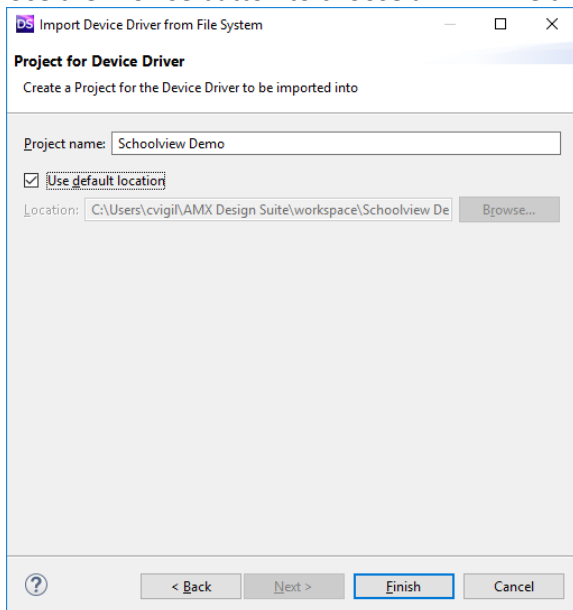 DS Import Device Driver from File System
Project for Device Driver
Create a Project for the Device Driver to be imported into
Project name: Schoolview Demo
Use default location
Location: C:\Users\cvigil\AMX Design Suite\workspace\Schoolview De Browse...
? < Back Next > Finish Cancel